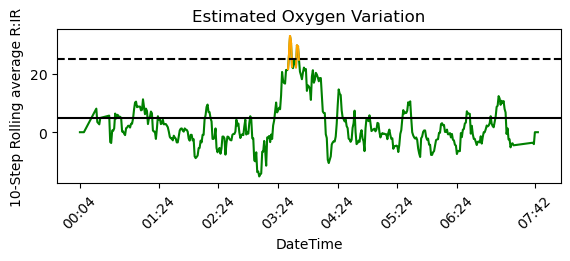 Estimated Oxygen Variation
10-Step Rolling average R:IR
20
0
00:04 01:24 02:24 03:24 04:24 05:24 06:24 07:42
DateTime